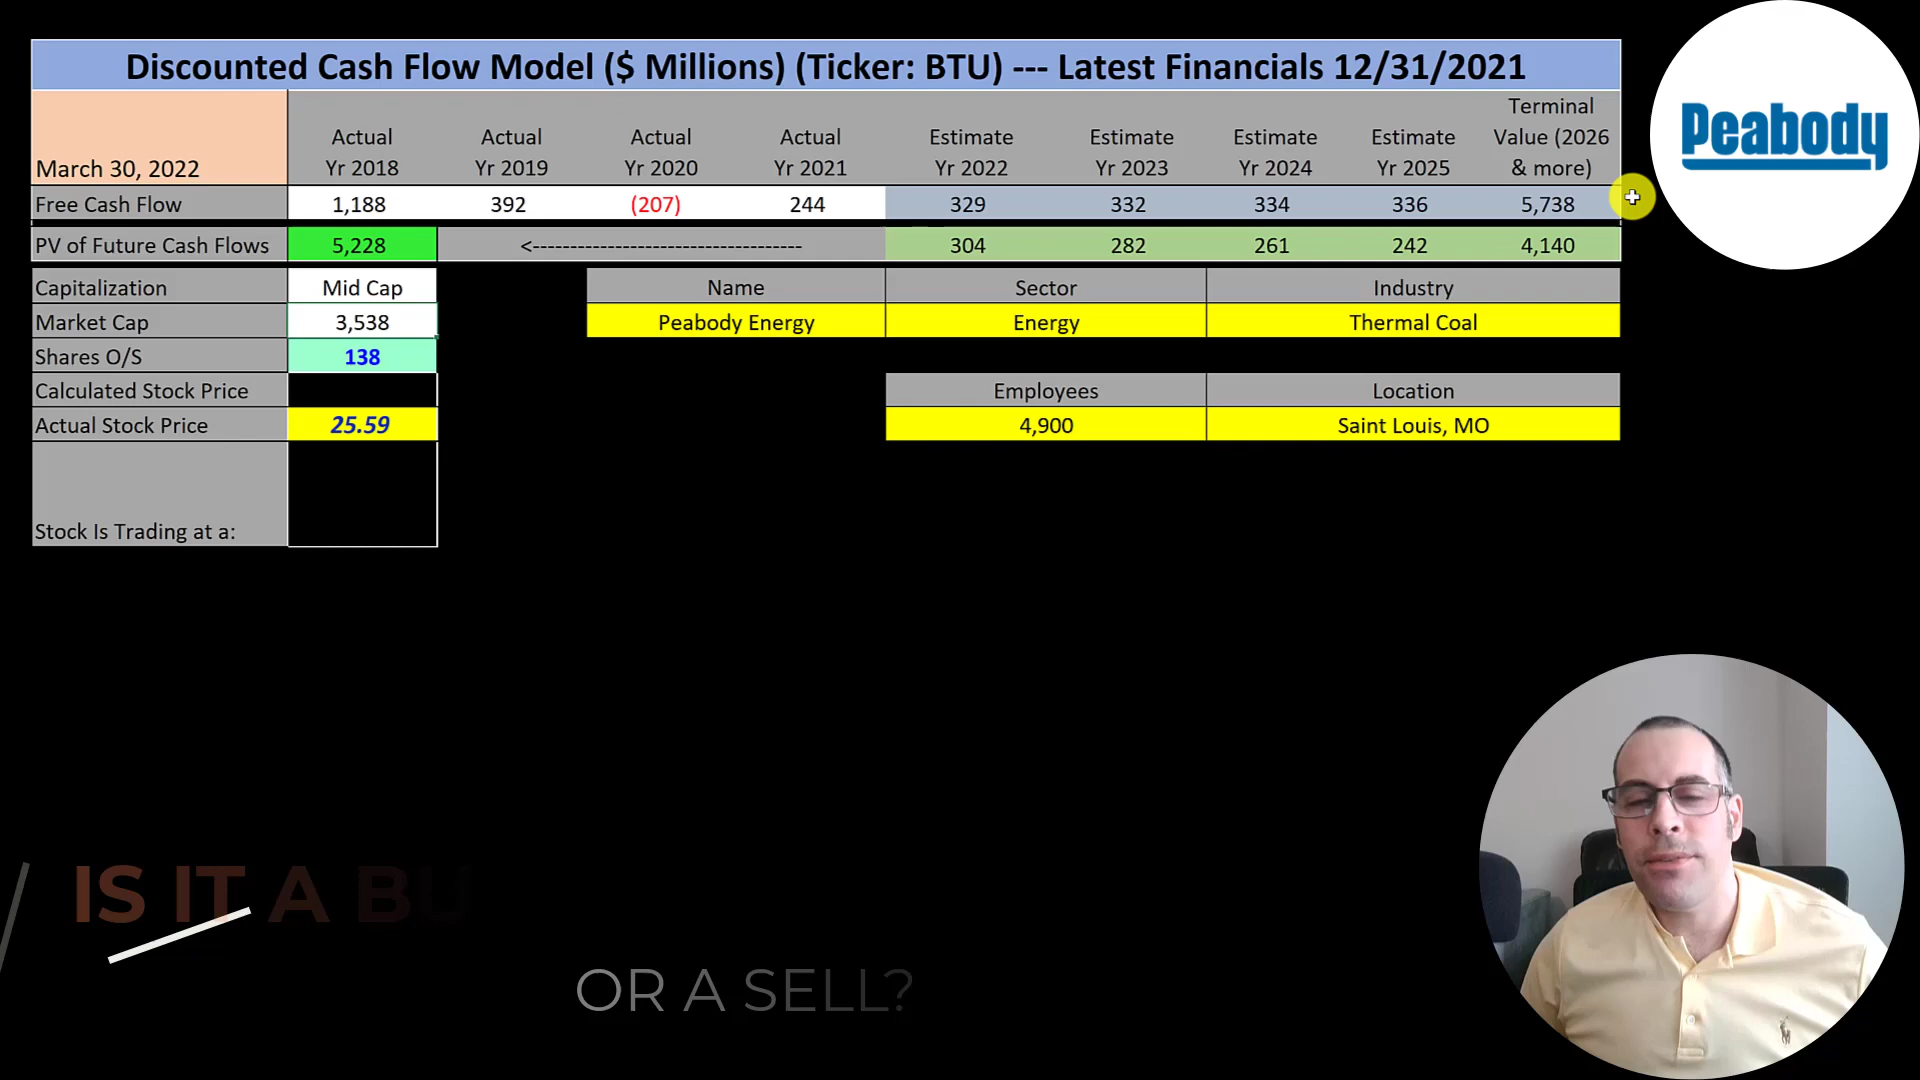 Discounted Cash Flow Model ($ Millions) (Ticker: BTU) --- Latest Financials 12/31/2021
Peabody
March 30, 2022
Actual Yr 2018
Actual Yr 2019
Actual Yr 2020
Actual Yr 2021
Estimate Yr 2022
Estimate Yr 2023
Estimate Yr 2024
Estimate Yr 2025
Terminal Value (2026 & more)
Free Cash Flow 1,188 392 (207) 244 329 332 334 336 5,738
PV of Future Cash Flows 5,228 <----------------------------------- 304 282 261 242 4,140
Capitalization Mid Cap Name Sector Industry
Market Cap 3,538 Peabody Energy Energy Thermal Coal
Shares O/S 138
Calculated Stock Price Employees Location
Actual Stock Price 25.59 4,900 Saint Louis, MO
Stock Is Trading at a:
IS IT A BU
OR A SELL?